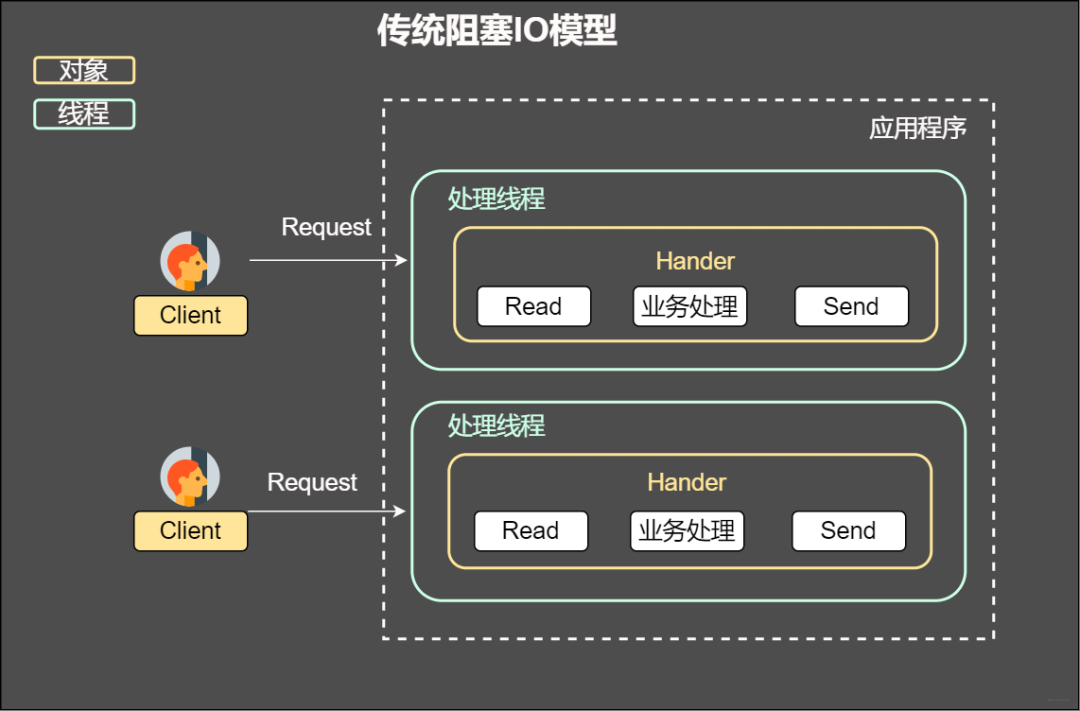 传统阻塞IO模型
对象
线程
应用程序
处理线程
Request
Hander
Read
业务处理
Send
Client
处理线程
Request
Hander
Read
业务处理
Send
Client